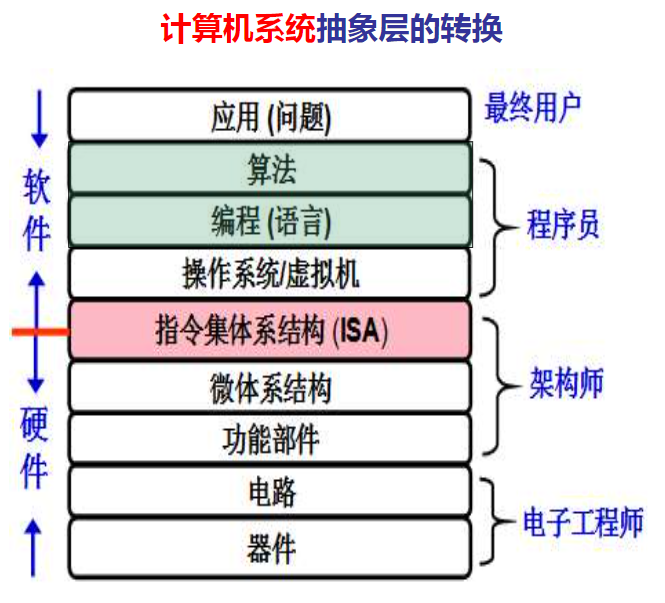 计算机系统抽象层的转换
应用 (问题)
最终用户
算法
编程 (语言)
操作系统/虚拟机
程序员
软件
指令集体系结构 (ISA)
微体系结构
功能部件
架构师
硬件
电路
器件
电子工程师